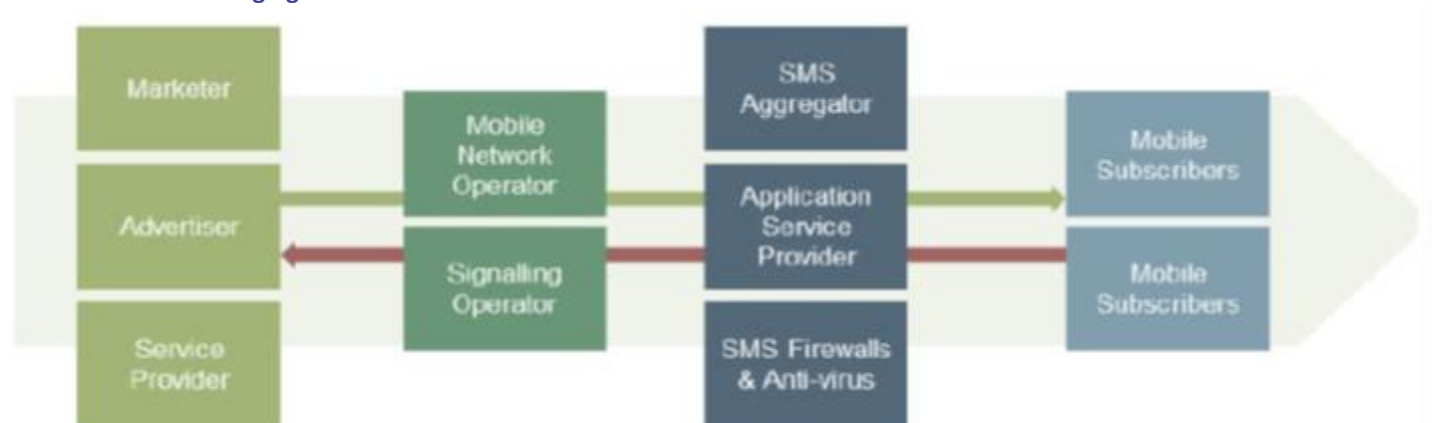 Marketer
Advertiser
Service
Provider
Mobile
Network
Operator
Signalling
Operator
SMS
Aggregator
Application
Service
Provider
SMS Firewalls
& Anti-virus
Mobile
Subscribers
Mobile
Subscribers